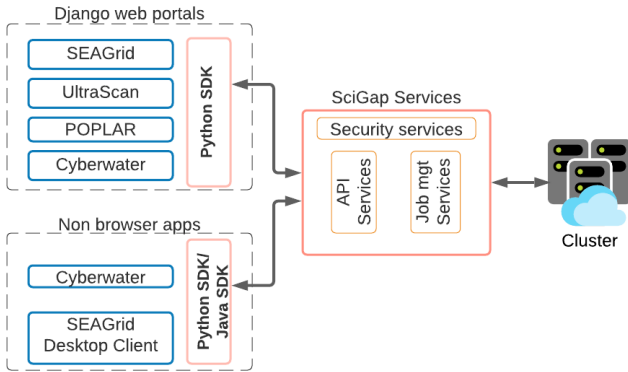 Django web portals
SEAGrid
UltraScan
POPLAR
Cyberwater
Python SDK
SciGap Services
Security services
API
Services
Job mgt
Services
Cluster
Non browser apps
Cyberwater
SEAGrid
Desktop Client
Python SDK/
Java SDK